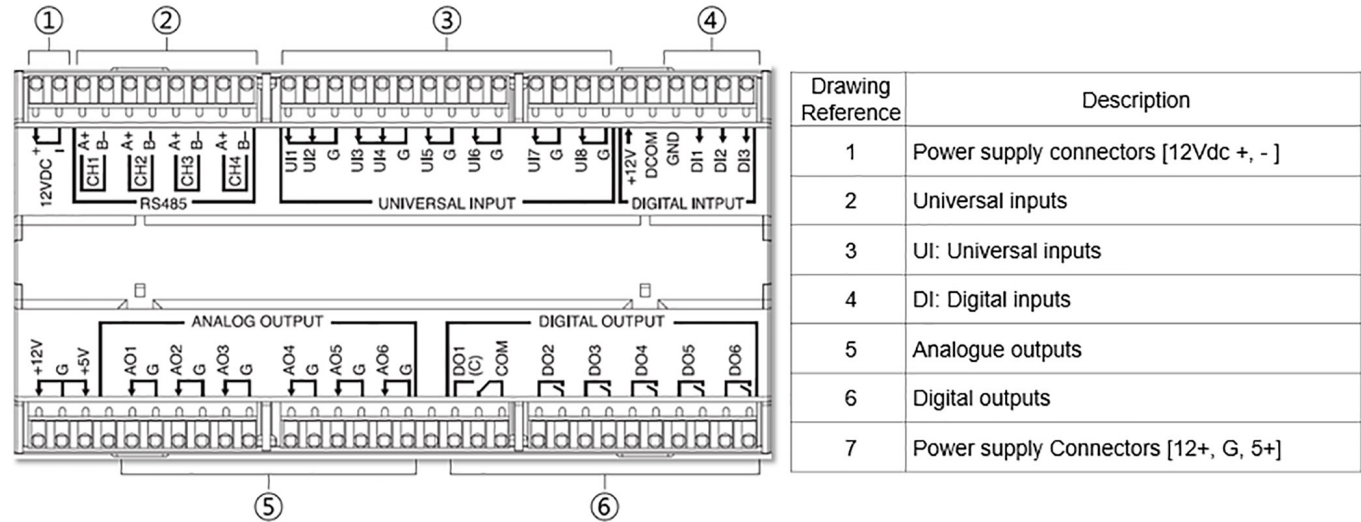 ① ② ③ ④
12VDC + –
A+ B– A+ B– A+ B– A+ B–
CH1 CH2 CH3 CH4
RS485
UI1 UI2 G UI3 UI4 G UI5 G UI6 G UI7 G UI8 G
UNIVERSAL INPUT
+12V DCOM GND DI1 DI2 DI3
DIGITAL INTPUT
ANALOG OUTPUT
DIGITAL OUTPUT
+12V G +5V
AO1 G AO2 G AO3 G AO4 G AO5 G AO6 G
DO1 (C) COM DO2 DO3 DO4 DO5 DO6
⑤ ⑥
Drawing Reference Description
1 Power supply connectors [12Vdc +, - ]
2 Universal inputs
3 UI: Universal inputs
4 DI: Digital inputs
5 Analogue outputs
6 Digital outputs
7 Power supply Connectors [12+, G, 5+]